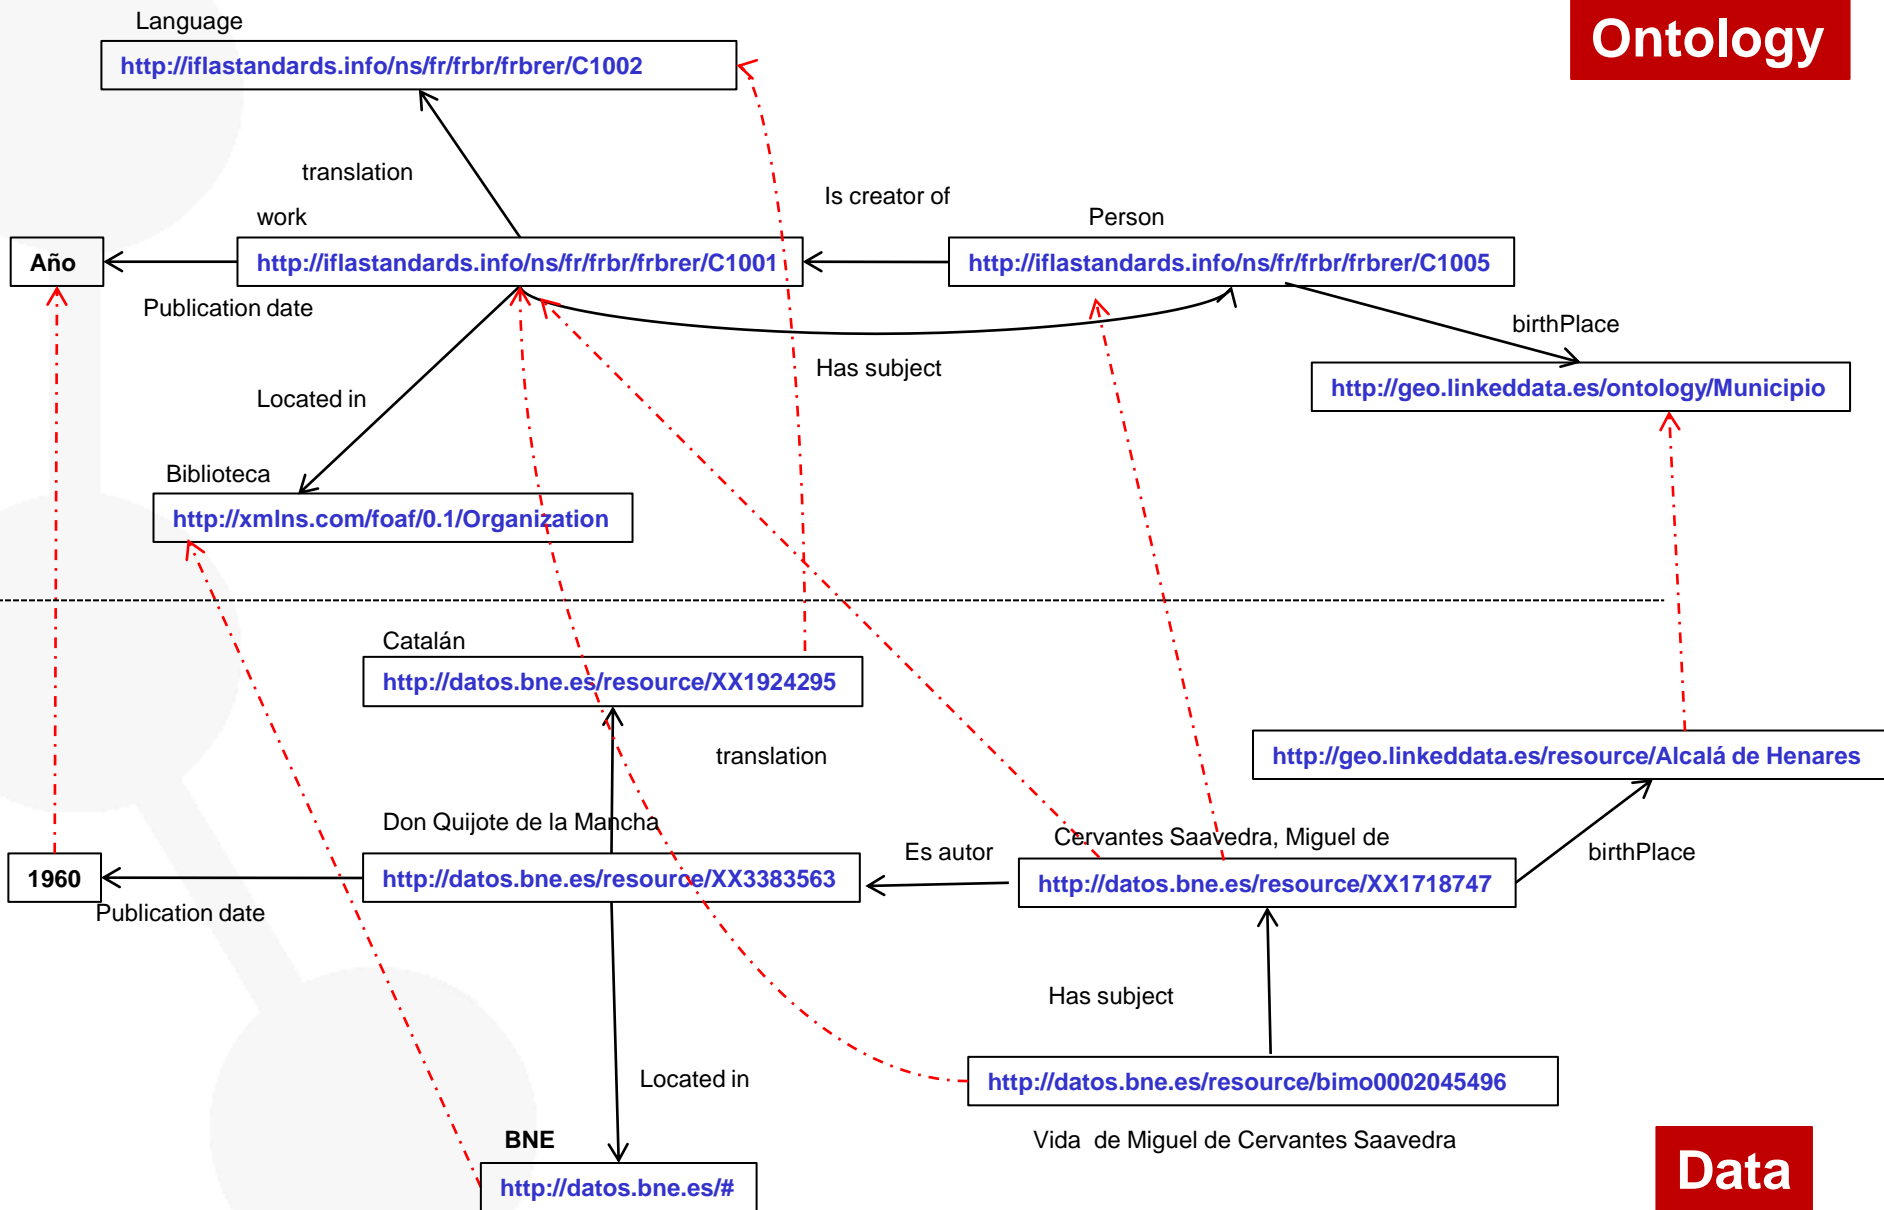 Language
Ontology
http://iflastandards.info/ns/fr/frbr/frbrer/C1002
translation
Is creator of
work
Person
Año
http://iflastandards.info/ns/fr/frbr/frbrer/C1001
http://iflastandards.info/ns/fr/frbr/frbrer/C1005
Publication date
birthPlace
Has subject
http://geo.linkeddata.es/ontology/Municipio
Located in
Biblioteca
http://xmlns.com/foaf/0.1/Organization
Catalán
http://datos.bne.es/resource/XX1924295
translation
http://geo.linkeddata.es/resource/Alcalá de Henares
Don Quijote de la Mancha
Cervantes Saavedra, Miguel de
Es autor
birthPlace
1960
http://datos.bne.es/resource/XX3383563
http://datos.bne.es/resource/XX1718747
Publication date
Has subject
Located in
http://datos.bne.es/resource/bimo0002045496
BNE
Vida de Miguel de Cervantes Saavedra
http://datos.bne.es/#
Data